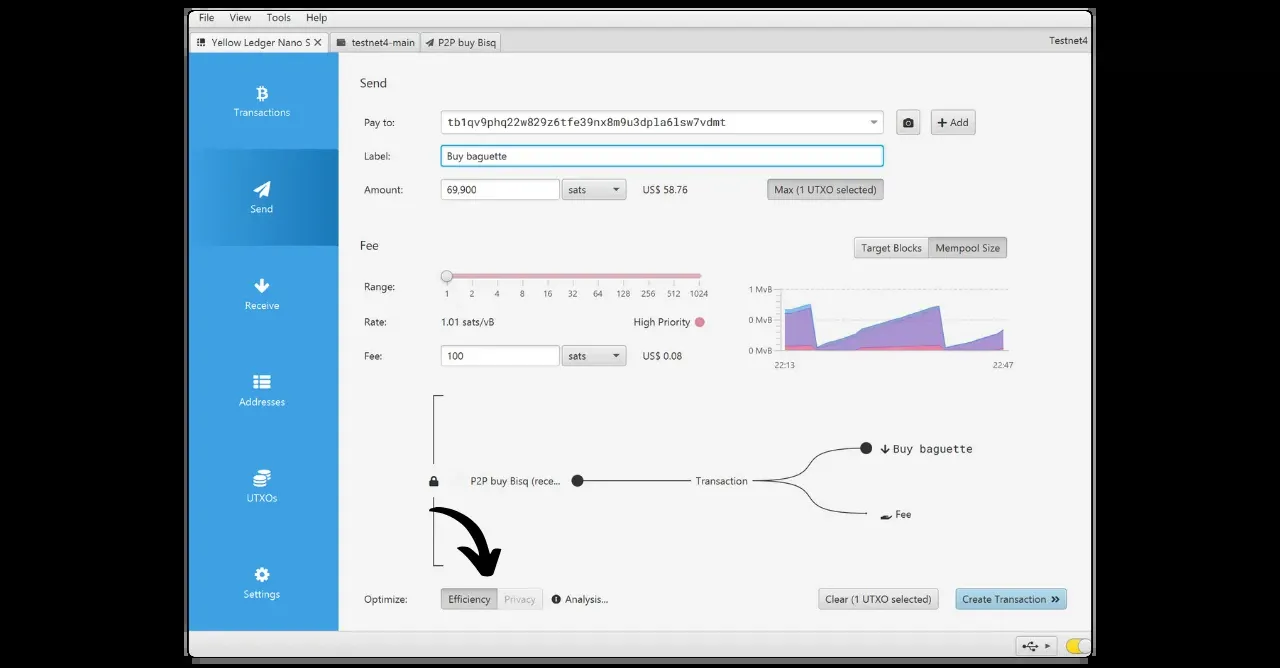 File View Tools Help
Yellow Ledger Nano S testnet4-main P2P buy Bisq Testnet4
Transactions
Send
Receive
Addresses
UTXOs
Settings
Send
Pay to: tb1qv9phq22w829z6tfe39nx8m9u3dpla6lsw7vdmt Add
Label: Buy baguette
Amount: 69,900 sats US$ 58.76 Max (1 UTXO selected)
Fee Target Blocks Mempool Size
Range: 1 2 4 8 16 32 64 128 256 512 1024
Rate: 1.01 sats/vB High Priority
Fee: 100 sats US$ 0.08
1 MvB
0 MvB
0 MvB
22:13 22:47
P2P buy Bisq (rece... Transaction Buy baguette
Fee
Optimize: Efficiency Privacy Analysis... Clear (1 UTXO selected) Create Transaction